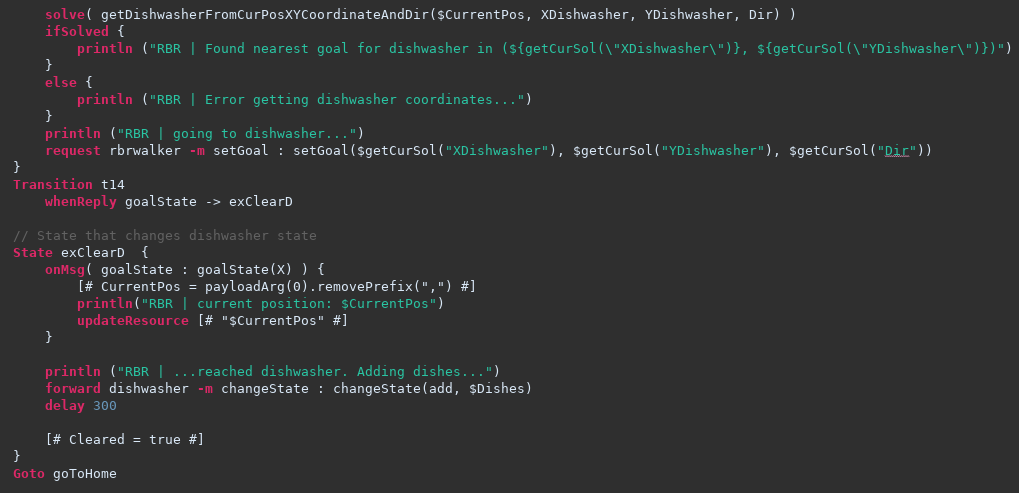 solve( getDishwasherFromCurPosXYCoordinateAndDir($CurrentPos, XDishwasher, YDishwasher, Dir) )
ifSolved {
println ("RBR | Found nearest goal for dishwasher in (${getCurSol(\"XDishwasher\")}, ${getCurSol(\"YDishwasher\")})")
}
else {
println ("RBR | Error getting dishwasher coordinates...")
}
println ("RBR | going to dishwasher...")
request rbrwalker -m setGoal : setGoal($getCurSol("XDishwasher"), $getCurSol("YDishwasher"), $getCurSol("Dir"))
}
Transition t14
whenReply goalState -> exClearD
// State that changes dishwasher state
State exClearD  {
onMsg( goalState : goalState(X) ) {
[# CurrentPos = payloadArg(0).removePrefix(",") #]
println("RBR | current position: $CurrentPos")
updateResource [# "$CurrentPos" #]
}
println ("RBR | ...reached dishwasher. Adding dishes...")
forward dishwasher -m changeState : changeState(add, $Dishes)
delay 300
[# Cleared = true #]
}
Goto goToHome